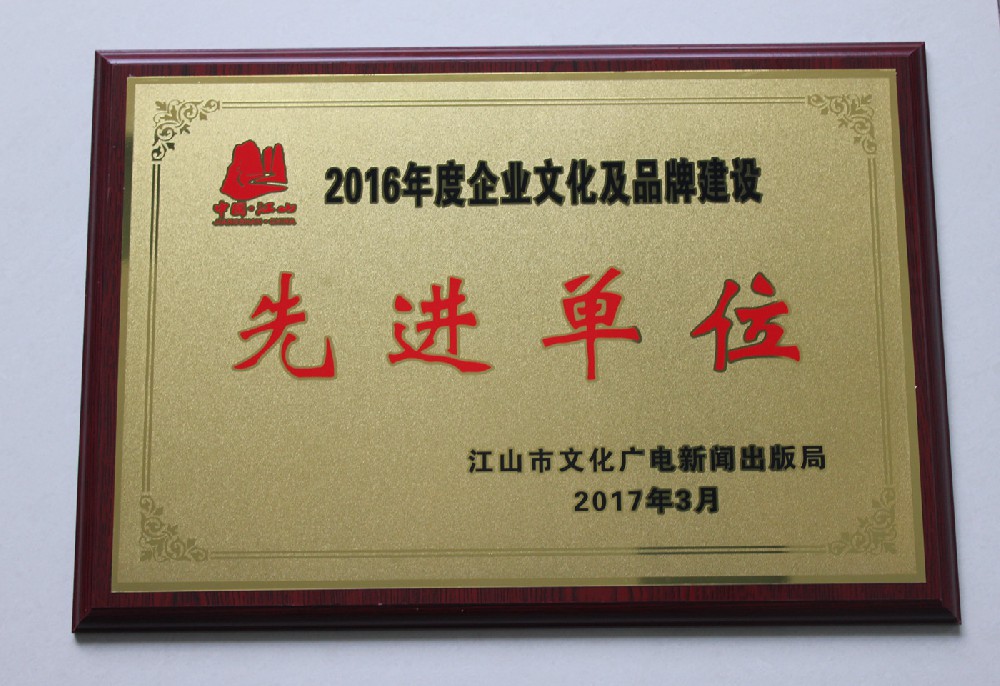 2016年度企业文化及品牌建设
中国·江山
先进单位
江山市文化广电新闻出版局
2017年3月